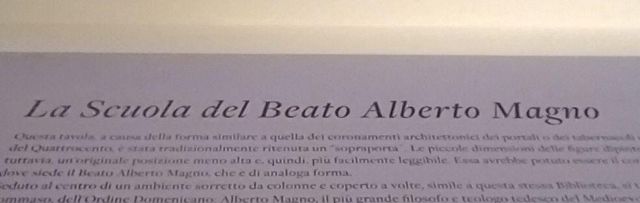 La Scuola del Beato Alberto Magno
Questa tavola, a causa della forma similare a quella dei coronamenti architettonici dei portali o dei tabernacoli
del Quattrocento, è stata tradizionalmente ritenuta un "sopraporta". Le piccole dimensioni delle figure
tuttavia, un'originale posizione meno alta e, quindi, più facilmente leggibile. Essa avrebbe potuto essere il
dove siede il Beato Alberto Magno, che è di analoga forma.
Seduto al centro di un ambiente sorretto da colonne e coperto a volte, simile a questa stessa Biblioteca, si
dell'Ordine Domenicano, Alberto Magno, il più grande filosofo e teologo tedesco del